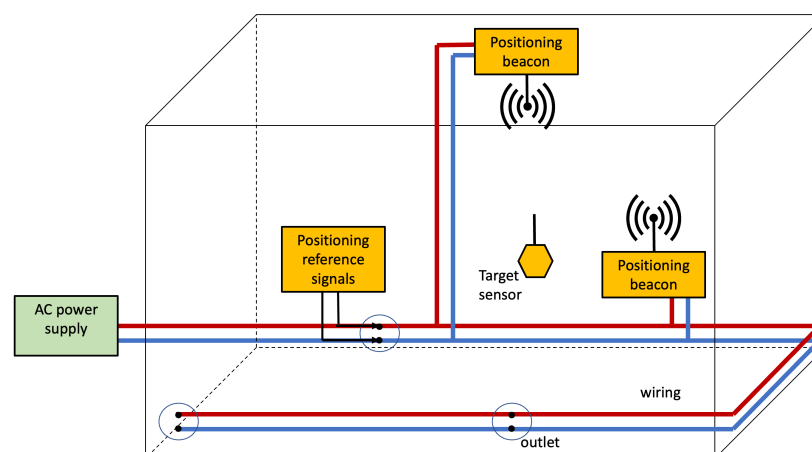 Positioning
beacon
Positioning
reference
signals
Target
sensor
Positioning
beacon
AC power
supply
wiring
outlet